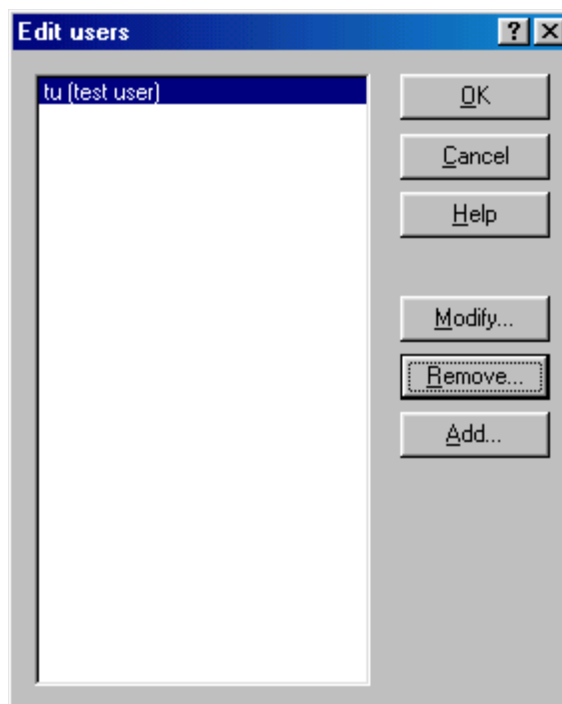 Edit users
tu (test user)
OK
Cancel
Help
Modify...
Remove...
Add...